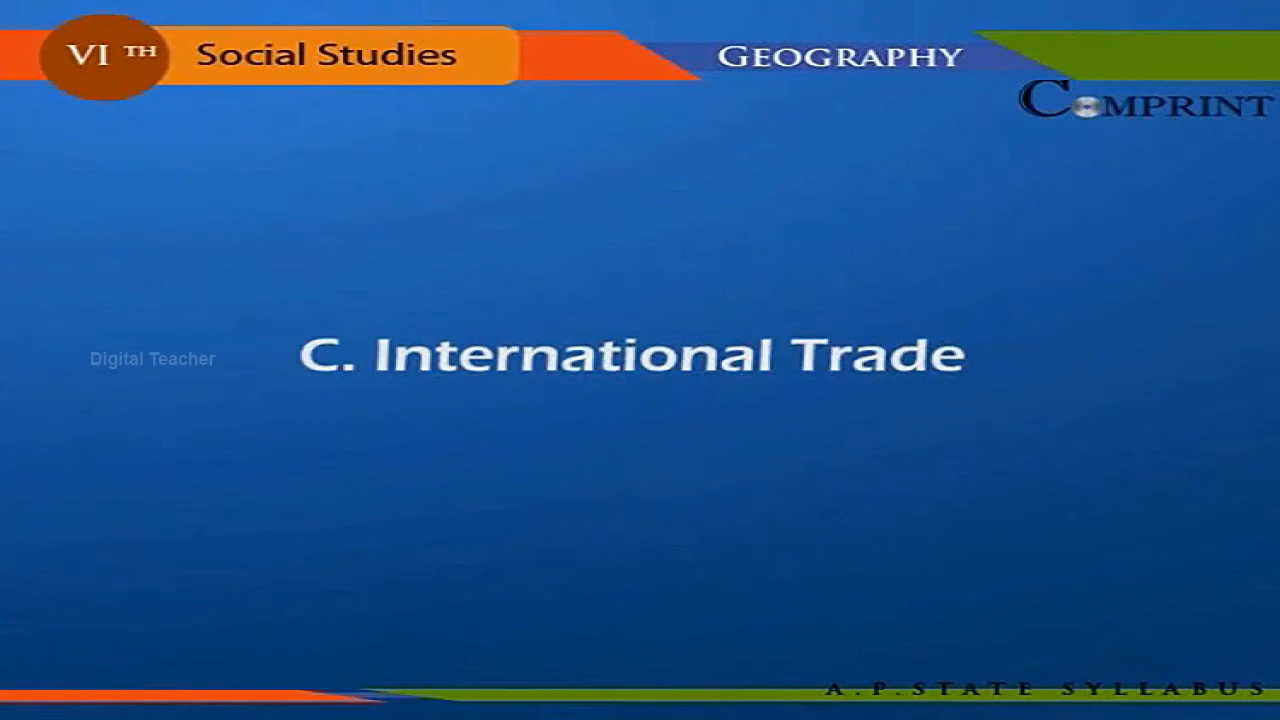 VI TH Social Studies GEOGRAPHY
COMPRINT
Digital Teacher
C. International Trade
A.P.STATE SYLLABUS